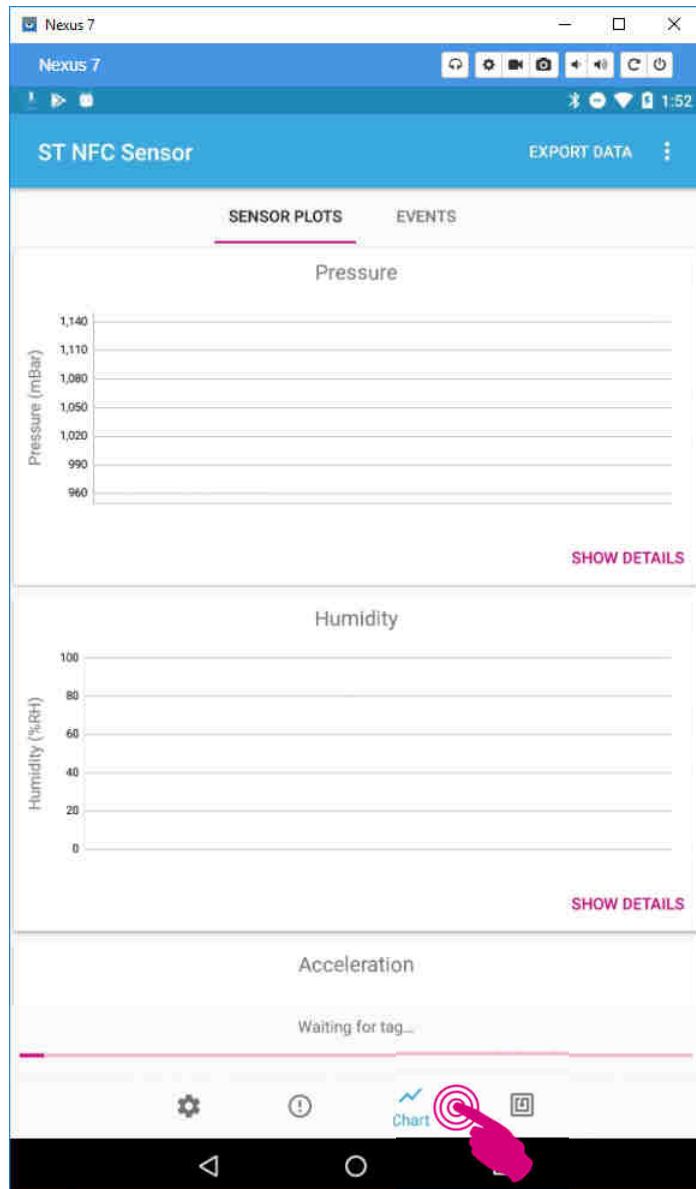 Nexus 7
Nexus 7
1:52
ST NFC Sensor
EXPORT DATA
SENSOR PLOTS
EVENTS
Pressure
1,140
1,110
1,080
1,050
1,020
990
960
Pressure (mBar)
SHOW DETAILS
Humidity
100
80
60
40
20
0
Humidity (%RH)
SHOW DETAILS
Acceleration
Waiting for tag...
Chart